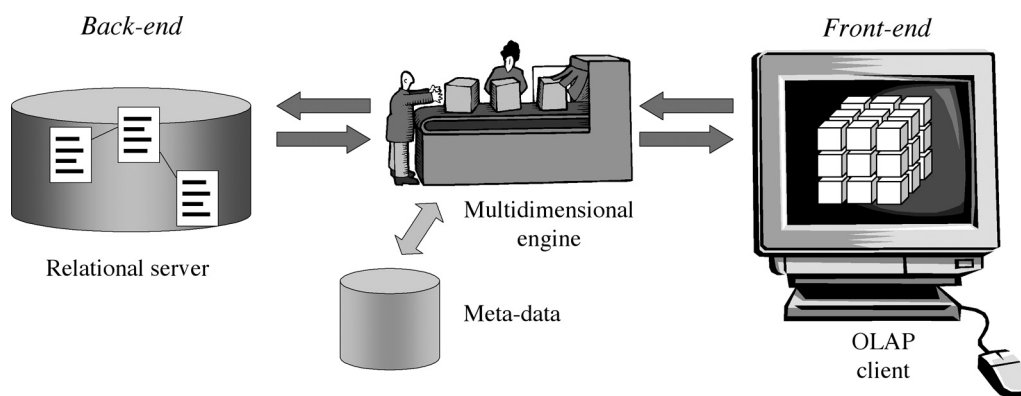 Back-end
Front-end
Relational server
Multidimensional
engine
Meta-data
OLAP
client